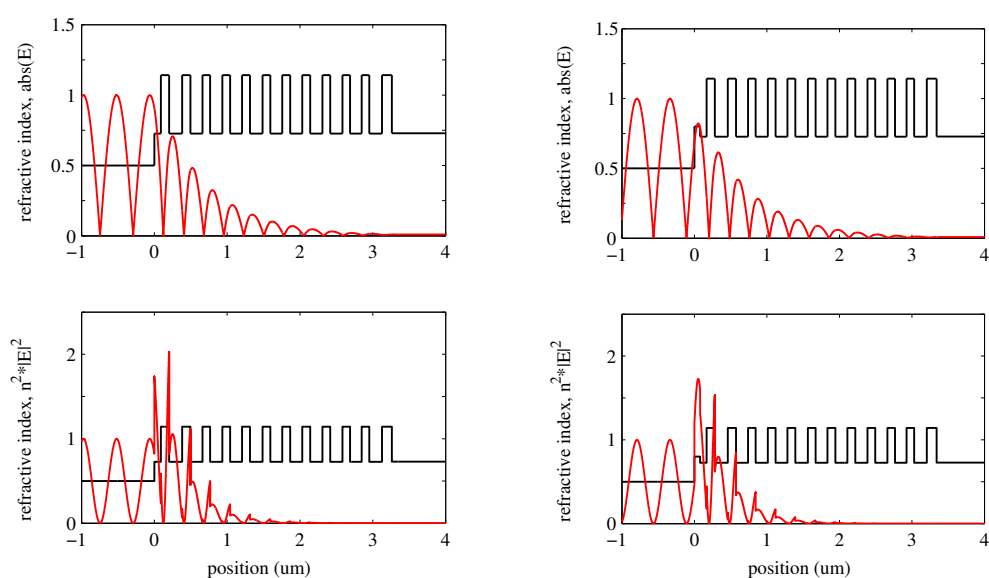 1.5
1
0.5
0
−1 0 1 2 3 4
refractive index, abs(E)
1.5
1
0.5
0
−1 0 1 2 3 4
refractive index, abs(E)
2
1
0
−1 0 1 2 3 4
refractive index, n²*|E|²
position (um)
2
1
0
−1 0 1 2 3 4
refractive index, n²*|E|²
position (um)